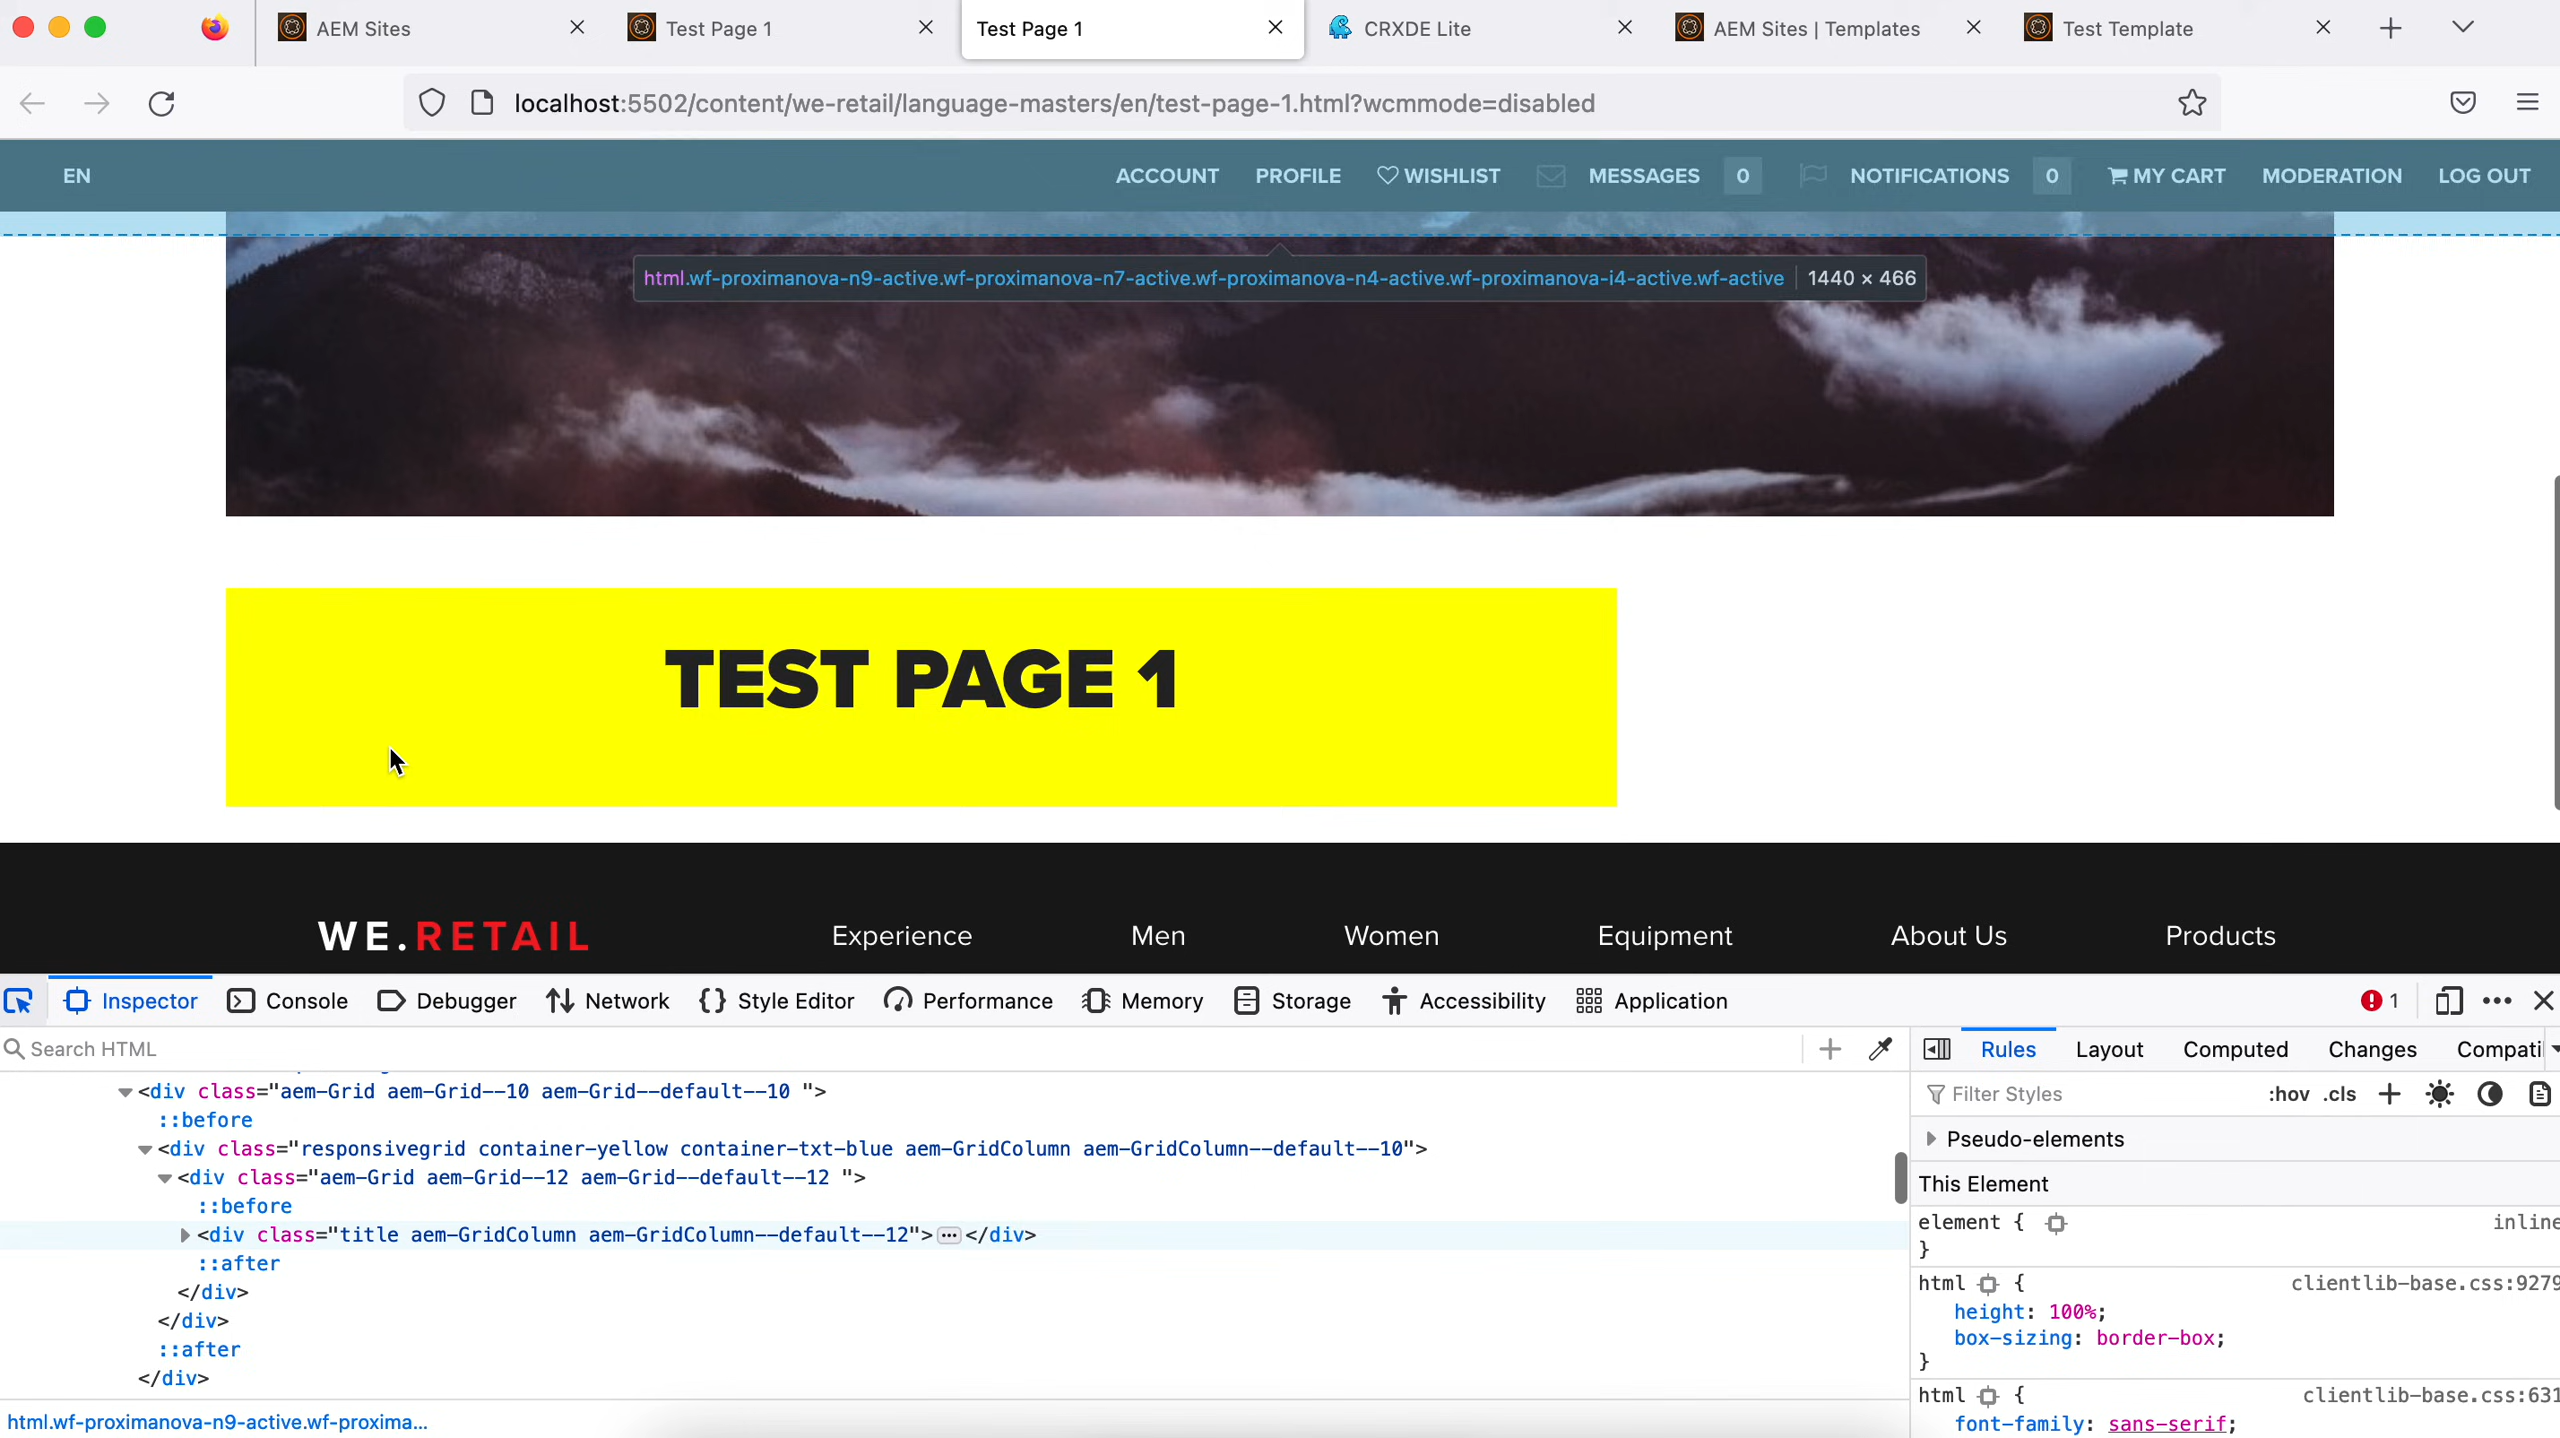 AEM Sites
Test Page 1
Test Page 1
CRXDE Lite
AEM Sites | Templates
Test Template
localhost:5502/content/we-retail/language-masters/en/test-page-1.html?wcmmode=disabled
EN
ACCOUNT
PROFILE
WISHLIST
MESSAGES
0
NOTIFICATIONS
0
MY CART
MODERATION
LOG OUT
html.wf-proximanova-n9-active.wf-proximanova-n7-active.wf-proximanova-n4-active.wf-proximanova-i4-active.wf-active
1440 × 466
TEST PAGE 1
WE.RETAIL
Experience
Men
Women
Equipment
About Us
Products
Inspector
Console
Debugger
Network
Style Editor
Performance
Memory
Storage
Accessibility
Application
1
Search HTML
<div class="aem-Grid aem-Grid--10 aem-Grid--default--10 ">
::before
<div class="responsivegrid container-yellow container-txt-blue aem-GridColumn aem-GridColumn--default--10">
<div class="aem-Grid aem-Grid--12 aem-Grid--default--12 ">
::before
<div class="title aem-GridColumn aem-GridColumn--default--12">…</div>
::after
</div>
</div>
::after
</div>
html.wf-proximanova-n9-active.wf-proxima...
Rules
Layout
Computed
Changes
Compati
Filter Styles
:hov
.cls
Pseudo-elements
This Element
element {
inline
}
html {
clientlib-base.css:9279
height: 100%;
box-sizing: border-box;
}
html {
clientlib-base.css:631
font-family: sans-serif;